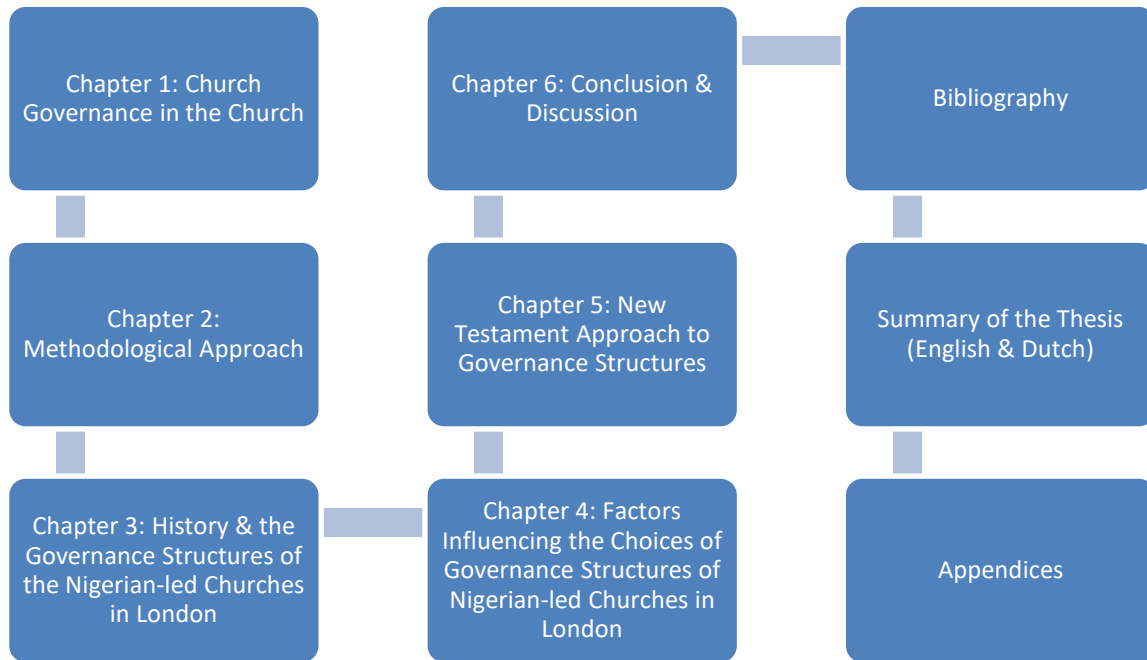 Chapter 1: Church
Governance in the Church
Chapter 2:
Methodological Approach
Chapter 3: History & the
Governance Structures of
the Nigerian-led Churches
in London
Chapter 4: Factors
Influencing the Choices of
Governance Structures of
Nigerian-led Churches in
London
Chapter 5: New
Testament Approach to
Governance Structures
Chapter 6: Conclusion &
Discussion
Bibliography
Summary of the Thesis
(English & Dutch)
Appendices